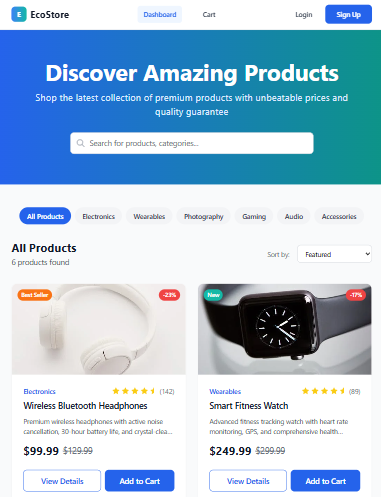 E EcoStore
Dashboard
Cart
Login
Sign Up
Discover Amazing Products
Shop the latest collection of premium products with unbeatable prices and
quality guarantee
Search for products, categories...
All Products
Electronics
Wearables
Photography
Gaming
Audio
Accessories
All Products
6 products found
Sort by:
Featured
Best Seller
-23%
Electronics
(142)
Wireless Bluetooth Headphones
Premium wireless headphones with active noise
cancellation, 30-hour battery life, and crystal clea...
$99.99 $129.99
View Details
Add to Cart
New
-17%
Wearables
(89)
Smart Fitness Watch
Advanced fitness tracking watch with heart rate
monitoring, GPS, and comprehensive health...
$249.99 $299.99
View Details
Add to Cart